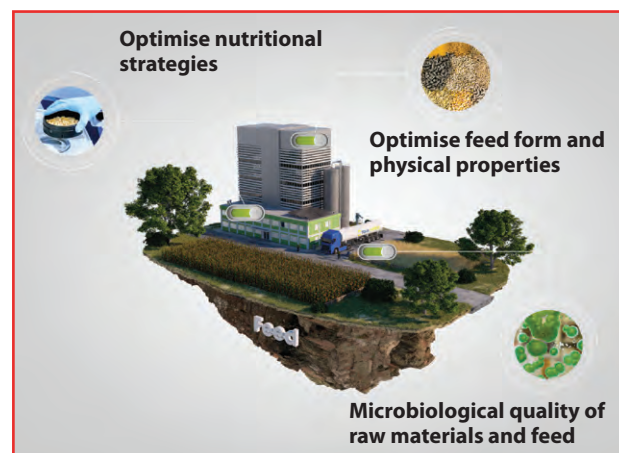 Optimise nutritional
strategies
Optimise feed form and
physical properties
Feed
Microbiological quality of
raw materials and feed